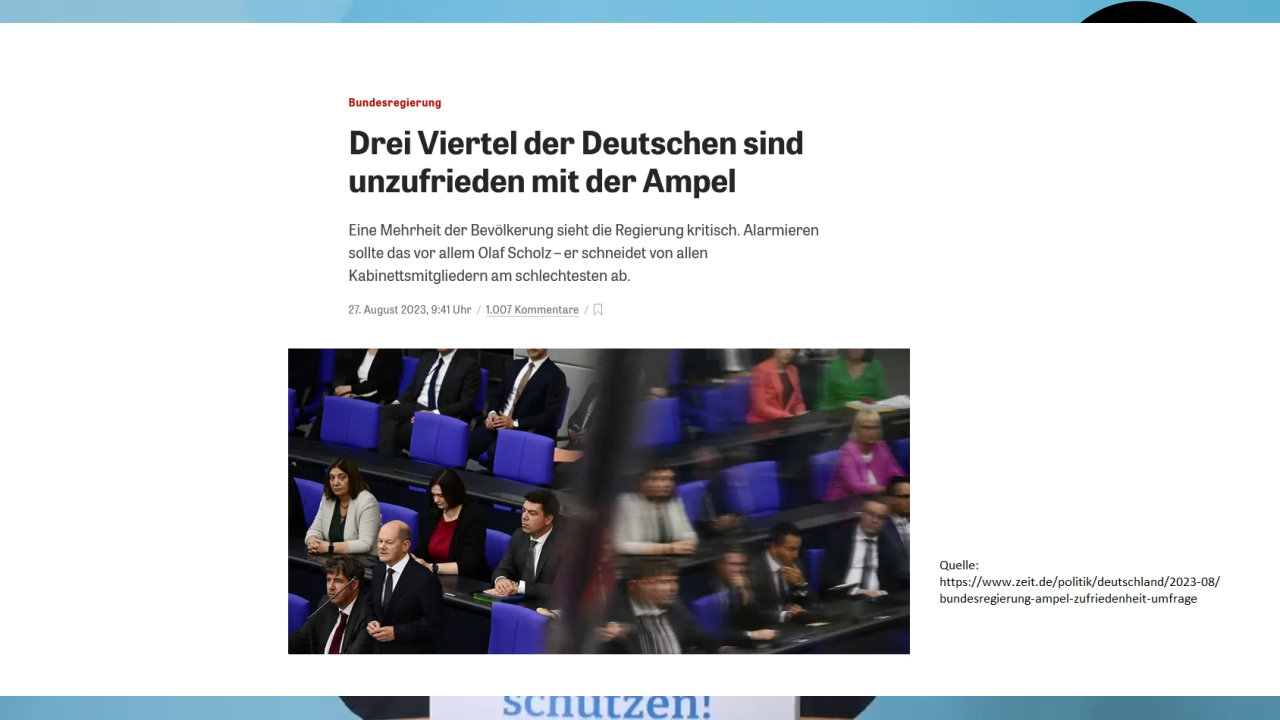 Bundesregierung
Drei Viertel der Deutschen sind
unzufrieden mit der Ampel
Eine Mehrheit der Bevölkerung sieht die Regierung kritisch. Alarmieren
sollte das vor allem Olaf Scholz – er schneidet von allen
Kabinettsmitgliedern am schlechtesten ab.
27. August 2023, 9:41 Uhr / 1.007 Kommentare /
Quelle:
https://www.zeit.de/politik/deutschland/2023-08/
bundesregierung-ampel-zufriedenheit-umfrage
schützen!